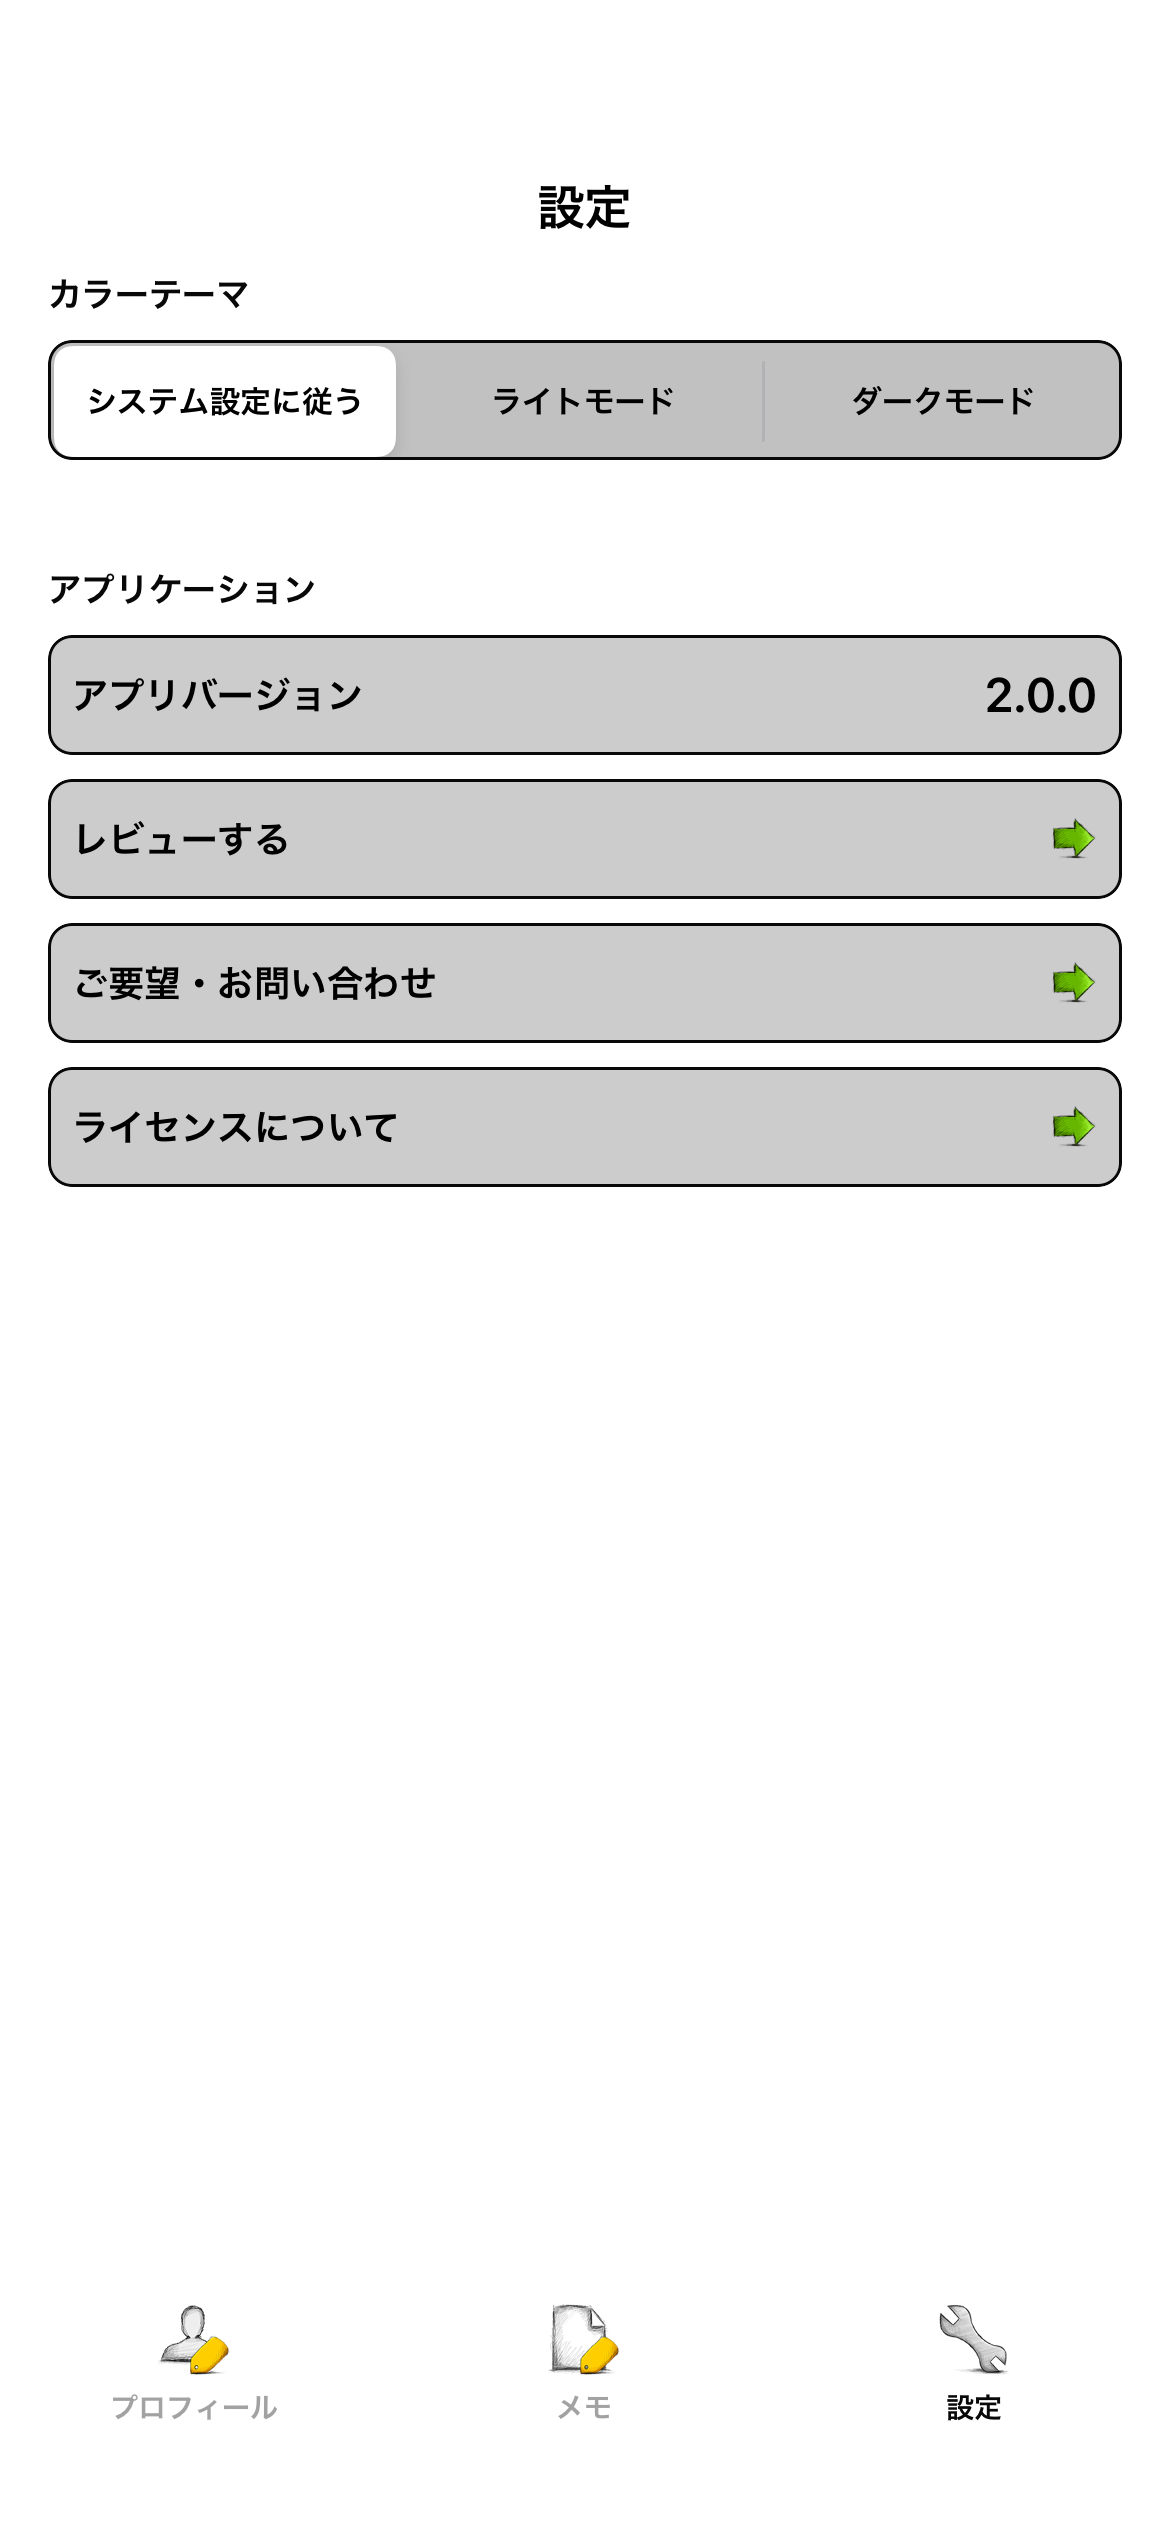 設定
カラーテーマ
システム設定に従う ライトモード ダークモード
アプリケーション
アプリバージョン 2.0.0
レビューする
ご要望・お問い合わせ
ライセンスについて
プロフィール メモ 設定